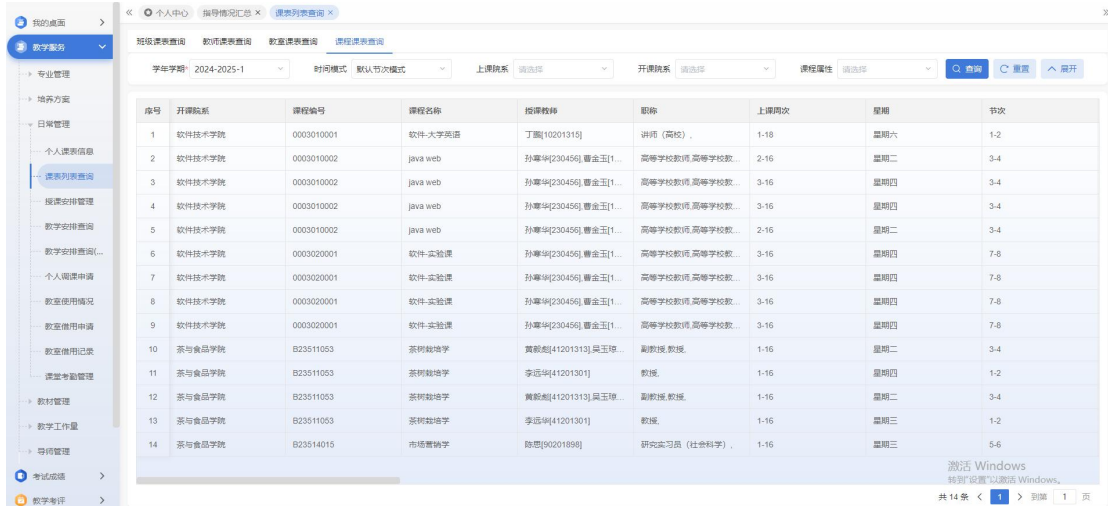 我的桌面
教学服务
专业管理
培养方案
日常管理
个人课表信息
课表列表查询
授课安排管理
教学安排查询
教学安排查询(...
个人调课申请
教室使用情况
教室借用申请
教室借用记录
课堂考勤管理
教材管理
教学工作量
导师管理
考试成绩
教学考评
个人中心 指导情况汇总 × 课表列表查询 ×
班级课表查询 教师课表查询 教室课表查询 课程课表查询
学年学期* 2024-2025-1 时间模式 默认节次模式 上课院系 请选择 开课院系 请选择 课程属性 请选择 查询 重置 展开
序号 开课院系 课程编号 课程名称 授课教师 职称 上课周次 星期 节次
1 软件技术学院 0003010001 软件-大学英语 丁鹏[10201315] 讲师（高校）, 1-18 星期六 1-2
2 软件技术学院 0003010002 java web 孙寒华[230456],曹金玉[1... 高等学校教师,高等学校教... 2-16 星期二 3-4
3 软件技术学院 0003010002 java web 孙寒华[230456],曹金玉[1... 高等学校教师,高等学校教... 3-16 星期四 3-4
4 软件技术学院 0003010002 java web 孙寒华[230456],曹金玉[1... 高等学校教师,高等学校教... 3-16 星期四 3-4
5 软件技术学院 0003010002 java web 孙寒华[230456],曹金玉[1... 高等学校教师,高等学校教... 2-16 星期二 3-4
6 软件技术学院 0003020001 软件-实验课 孙寒华[230456],曹金玉[1... 高等学校教师,高等学校教... 3-16 星期四 7-8
7 软件技术学院 0003020001 软件-实验课 孙寒华[230456],曹金玉[1... 高等学校教师,高等学校教... 3-16 星期四 7-8
8 软件技术学院 0003020001 软件-实验课 孙寒华[230456],曹金玉[1... 高等学校教师,高等学校教... 3-16 星期四 7-8
9 软件技术学院 0003020001 软件-实验课 孙寒华[230456],曹金玉[1... 高等学校教师,高等学校教... 3-16 星期四 7-8
10 茶与食品学院 B23511053 茶树栽培学 黄毅彪[41201313],吴玉琼... 副教授,教授, 1-16 星期二 3-4
11 茶与食品学院 B23511053 茶树栽培学 李远华[41201301] 教授, 1-16 星期四 1-2
12 茶与食品学院 B23511053 茶树栽培学 黄毅彪[41201313],吴玉琼... 副教授,教授, 1-16 星期二 3-4
13 茶与食品学院 B23511053 茶树栽培学 李远华[41201301] 教授, 1-16 星期三 1-2
14 茶与食品学院 B23514015 市场营销学 陈思[90201898] 研究实习员（社会科学）, 1-16 星期三 5-6
激活 Windows
转到"设置"以激活 Windows。
共 14 条 1 到第 1 页